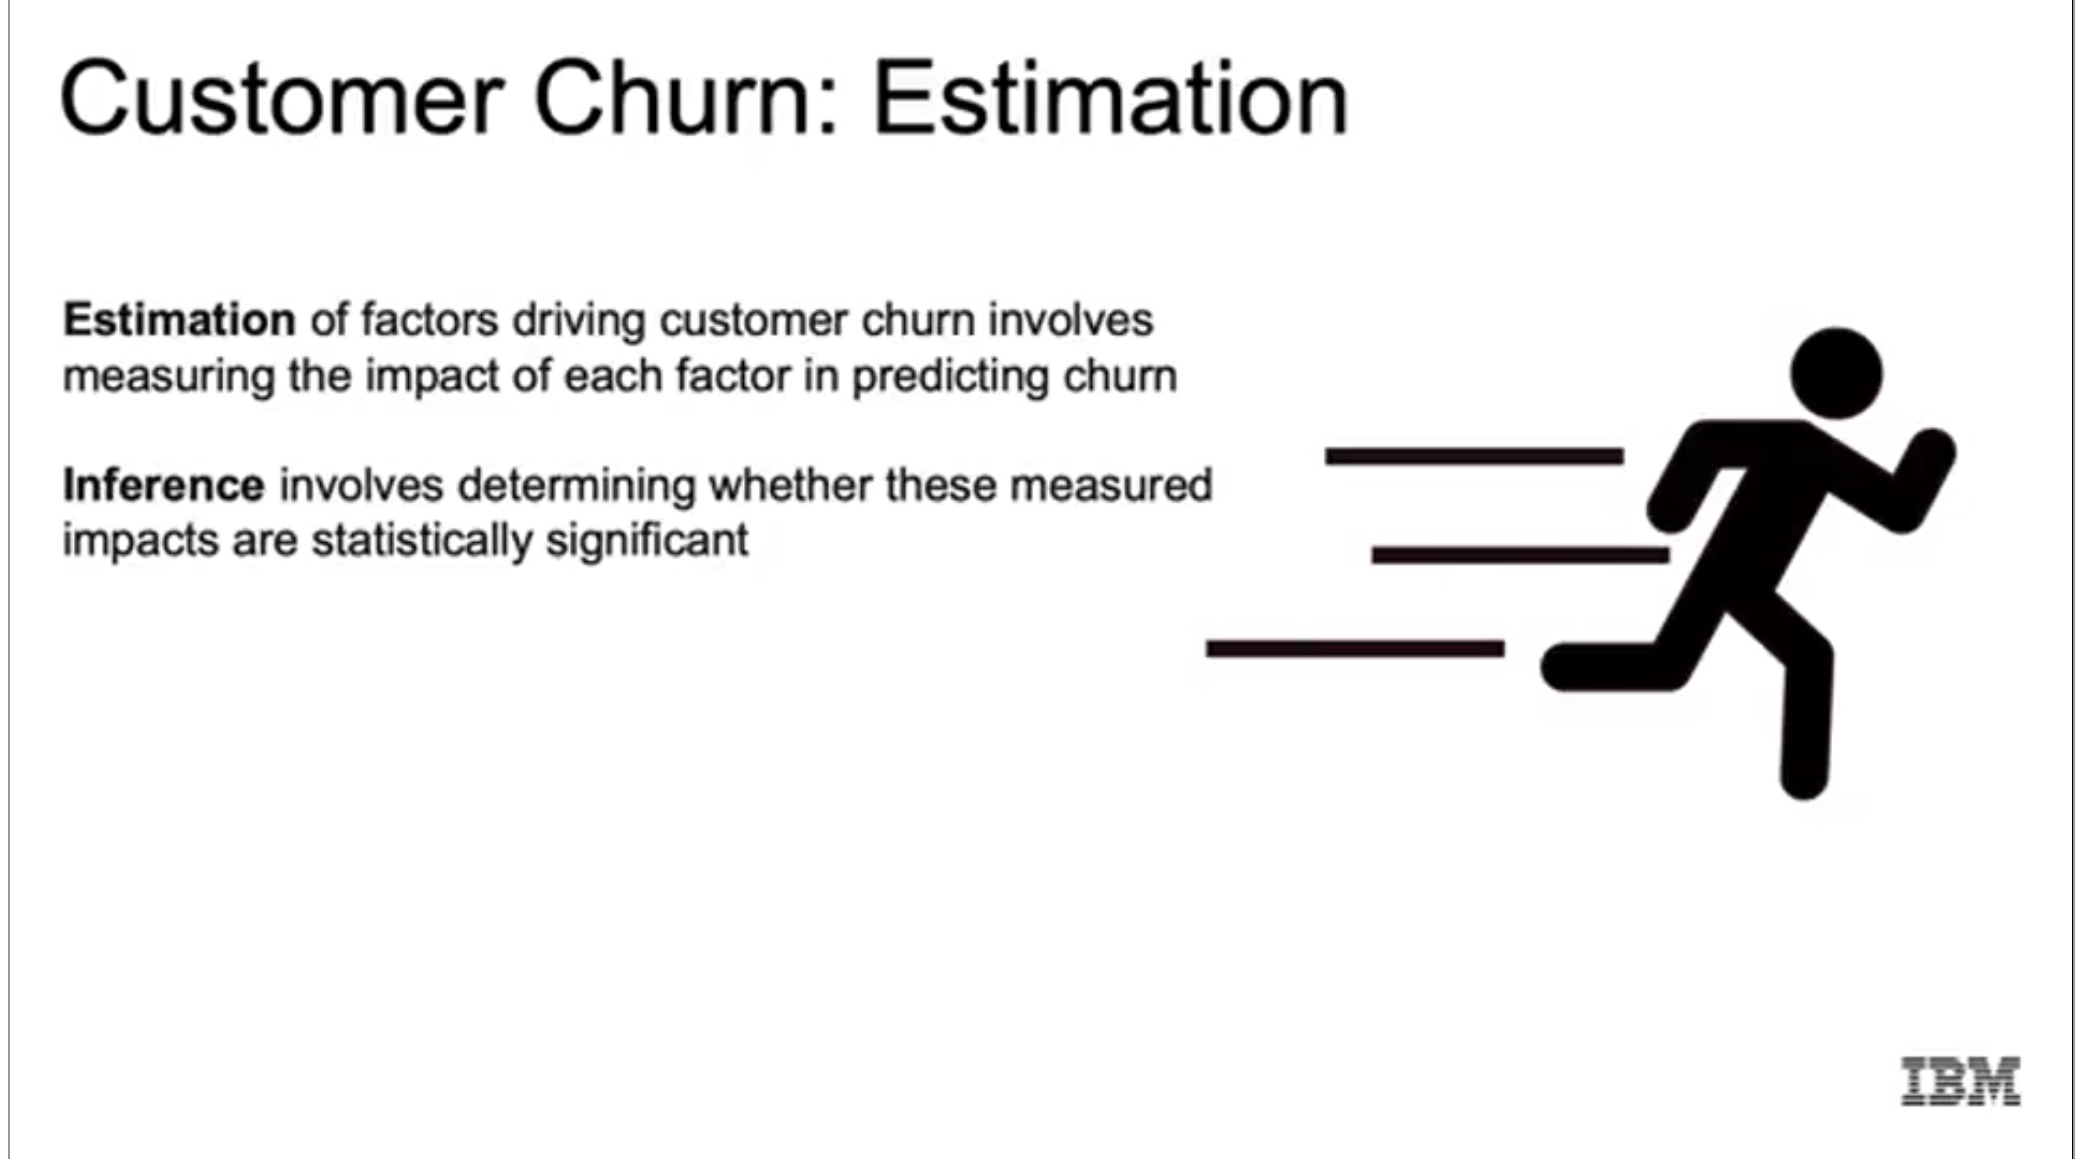 Customer Churn: Estimation
Estimation of factors driving customer churn involves
measuring the impact of each factor in predicting churn
Inference involves determining whether these measured
impacts are statistically significant
IBM